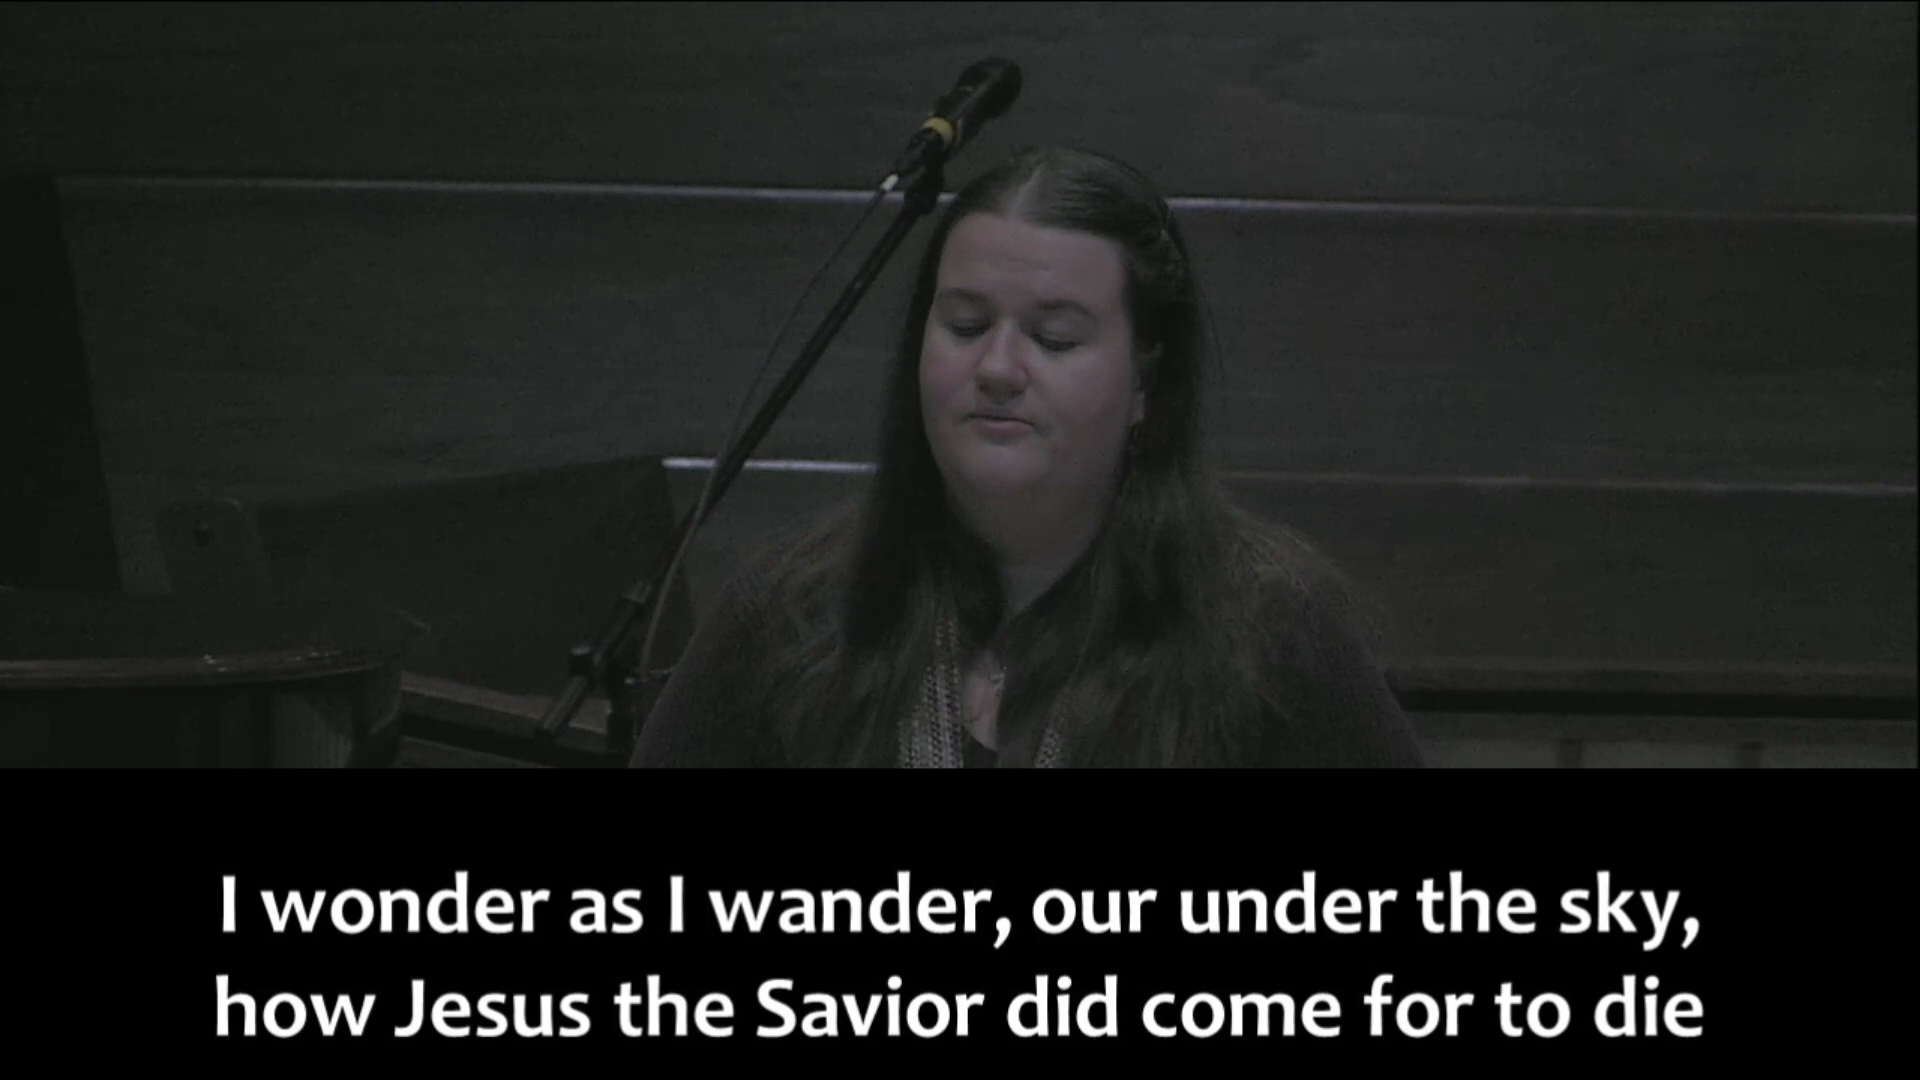 I wonder as I wander, our under the sky,
how Jesus the Savior did come for to die